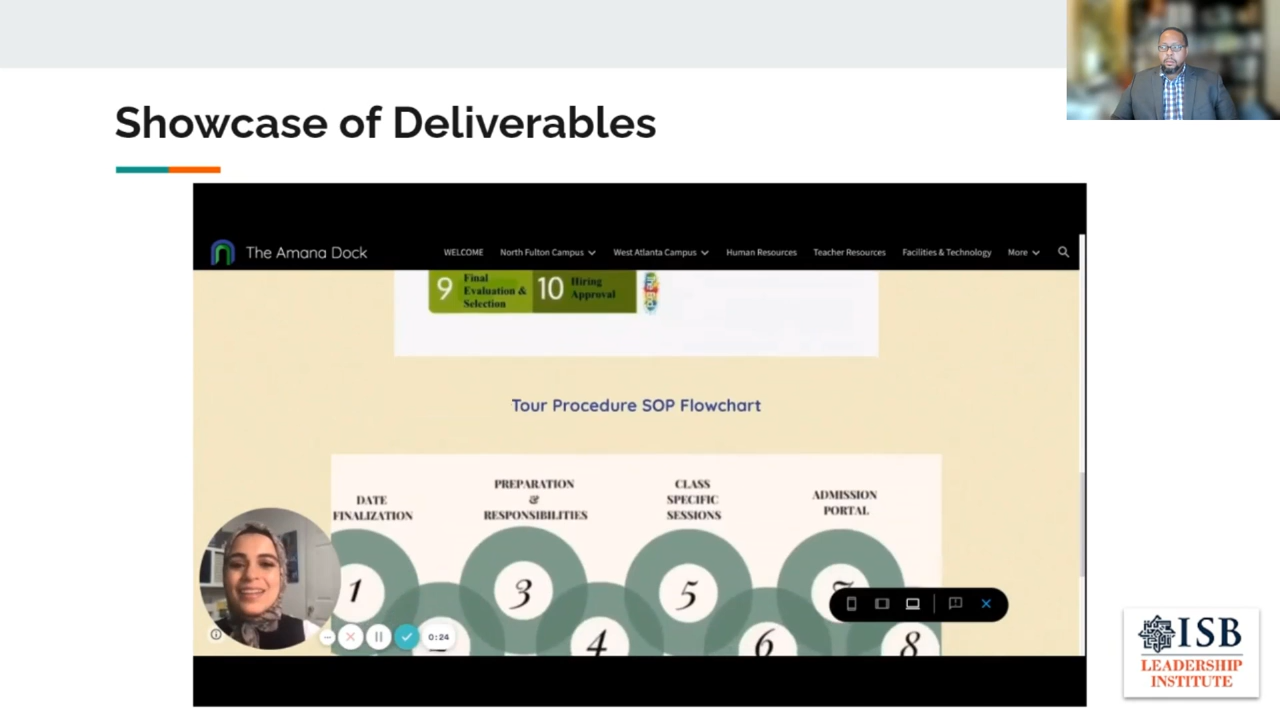 Showcase of Deliverables
The Amana Dock
WELCOME
North Fulton Campus
West Atlanta Campus
Human Resources
Teacher Resources
Facilities & Technology
More
9
Final
Evaluation &
Selection
10
Hiring
Approval
Tour Procedure SOP Flowchart
DATE
FINALIZATION
PREPARATION
&
RESPONSIBILITIES
CLASS
SPECIFIC
SESSIONS
ADMISSION
PORTAL
1
3
5
4
6
8
0:24
ISB
LEADERSHIP
INSTITUTE